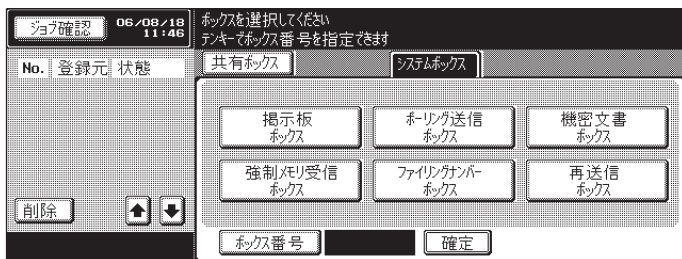 ジョブ確認
06/08/18
11:46
ボックスを選択してください
テンキーでボックス番号を指定できます
No. 登録元 状態
削除
共有ボックス
システムボックス
掲示板
ボックス
ポーリング送信
ボックス
機密文書
ボックス
強制メモリ受信
ボックス
ファイリングナンバー
ボックス
再送信
ボックス
ボックス番号
確定